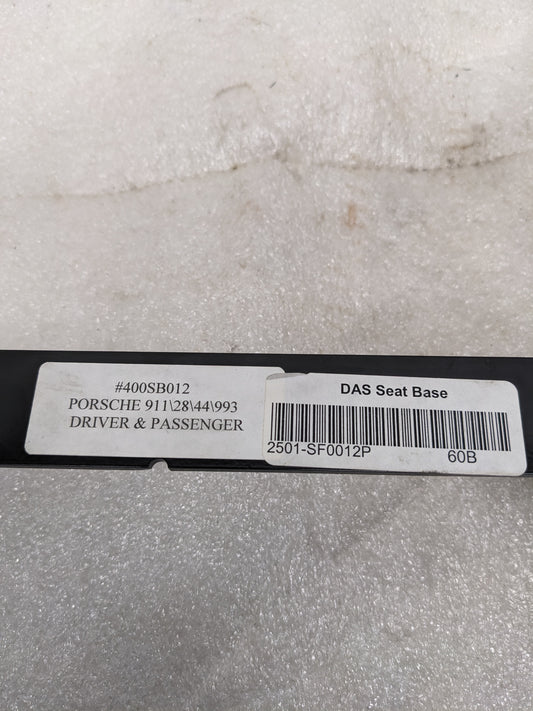 #400SB012
PORSCHE 911\28\44\993
DRIVER & PASSENGER
DAS Seat Base
2501-SF0012P 60B